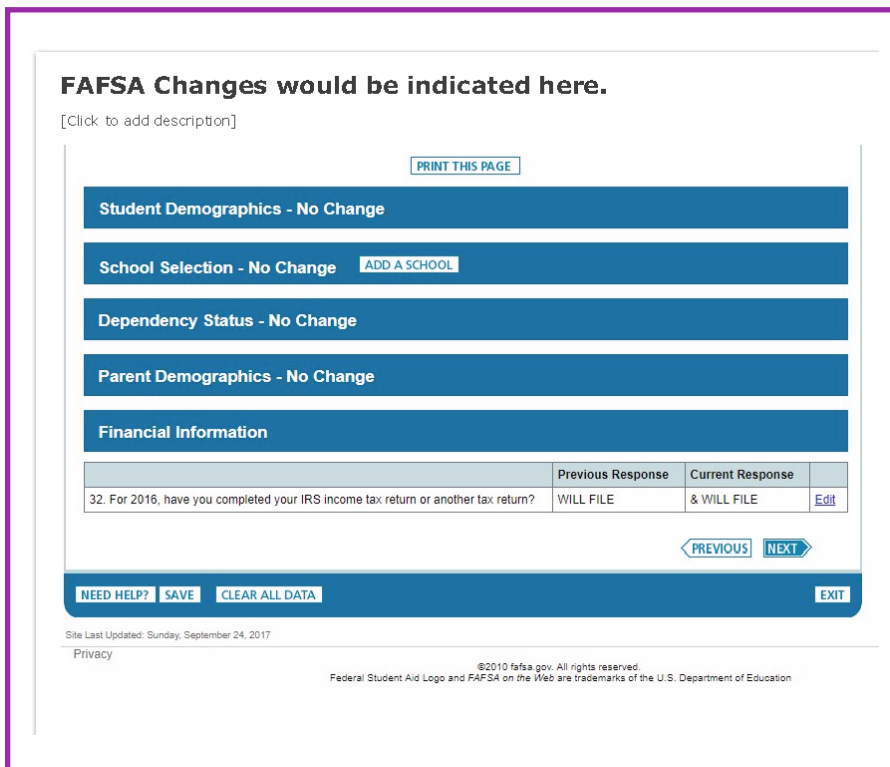 FAFSA Changes would be indicated here.
[Click to add description]
PRINT THIS PAGE
Student Demographics - No Change
School Selection - No Change ADD A SCHOOL
Dependency Status - No Change
Parent Demographics - No Change
Financial Information
Previous Response Current Response
32. For 2016, have you completed your IRS income tax return or another tax return? WILL FILE & WILL FILE Edit
PREVIOUS NEXT
NEED HELP? SAVE CLEAR ALL DATA EXIT
Site Last Updated: Sunday, September 24, 2017
Privacy
©2010 fafsa.gov. All rights reserved.
Federal Student Aid Logo and FAFSA on the Web are trademarks of the U.S. Department of Education